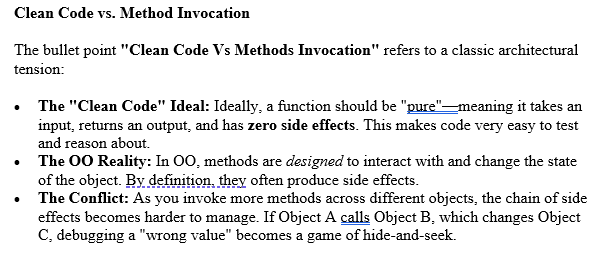 Clean Code vs. Method Invocation
The bullet point "Clean Code Vs Methods Invocation" refers to a classic architectural
tension:
• The "Clean Code" Ideal: Ideally, a function should be "pure"—meaning it takes an
input, returns an output, and has zero side effects. This makes code very easy to test
and reason about.
• The OO Reality: In OO, methods are designed to interact with and change the state
of the object. By definition, they often produce side effects.
• The Conflict: As you invoke more methods across different objects, the chain of side
effects becomes harder to manage. If Object A calls Object B, which changes Object
C, debugging a "wrong value" becomes a game of hide-and-seek.